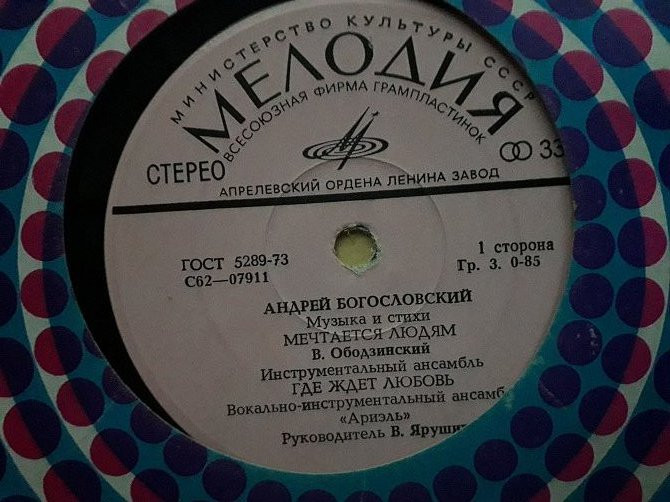 МИНИСТЕРСТВО КУЛЬТУРЫ СССР
МЕЛОДИЯ
ВСЕСОЮЗНАЯ ФИРМА ГРАМПЛАСТИНОК
СТЕРЕО
33
АПРЕЛЕВСКИЙ ОРДЕНА ЛЕНИНА ЗАВОД
ГОСТ 5289-73
С62—07911
1 сторона
Гр. 3. 0-85
АНДРЕЙ БОГОСЛОВСКИЙ
Музыка и стихи
МЕЧТАЕТСЯ ЛЮДЯМ
В. Ободзинский
Инструментальный ансамбль
ГДЕ ЖДЕТ ЛЮБОВЬ
Вокально-инструментальный
«Ариэль»
Руководитель В.